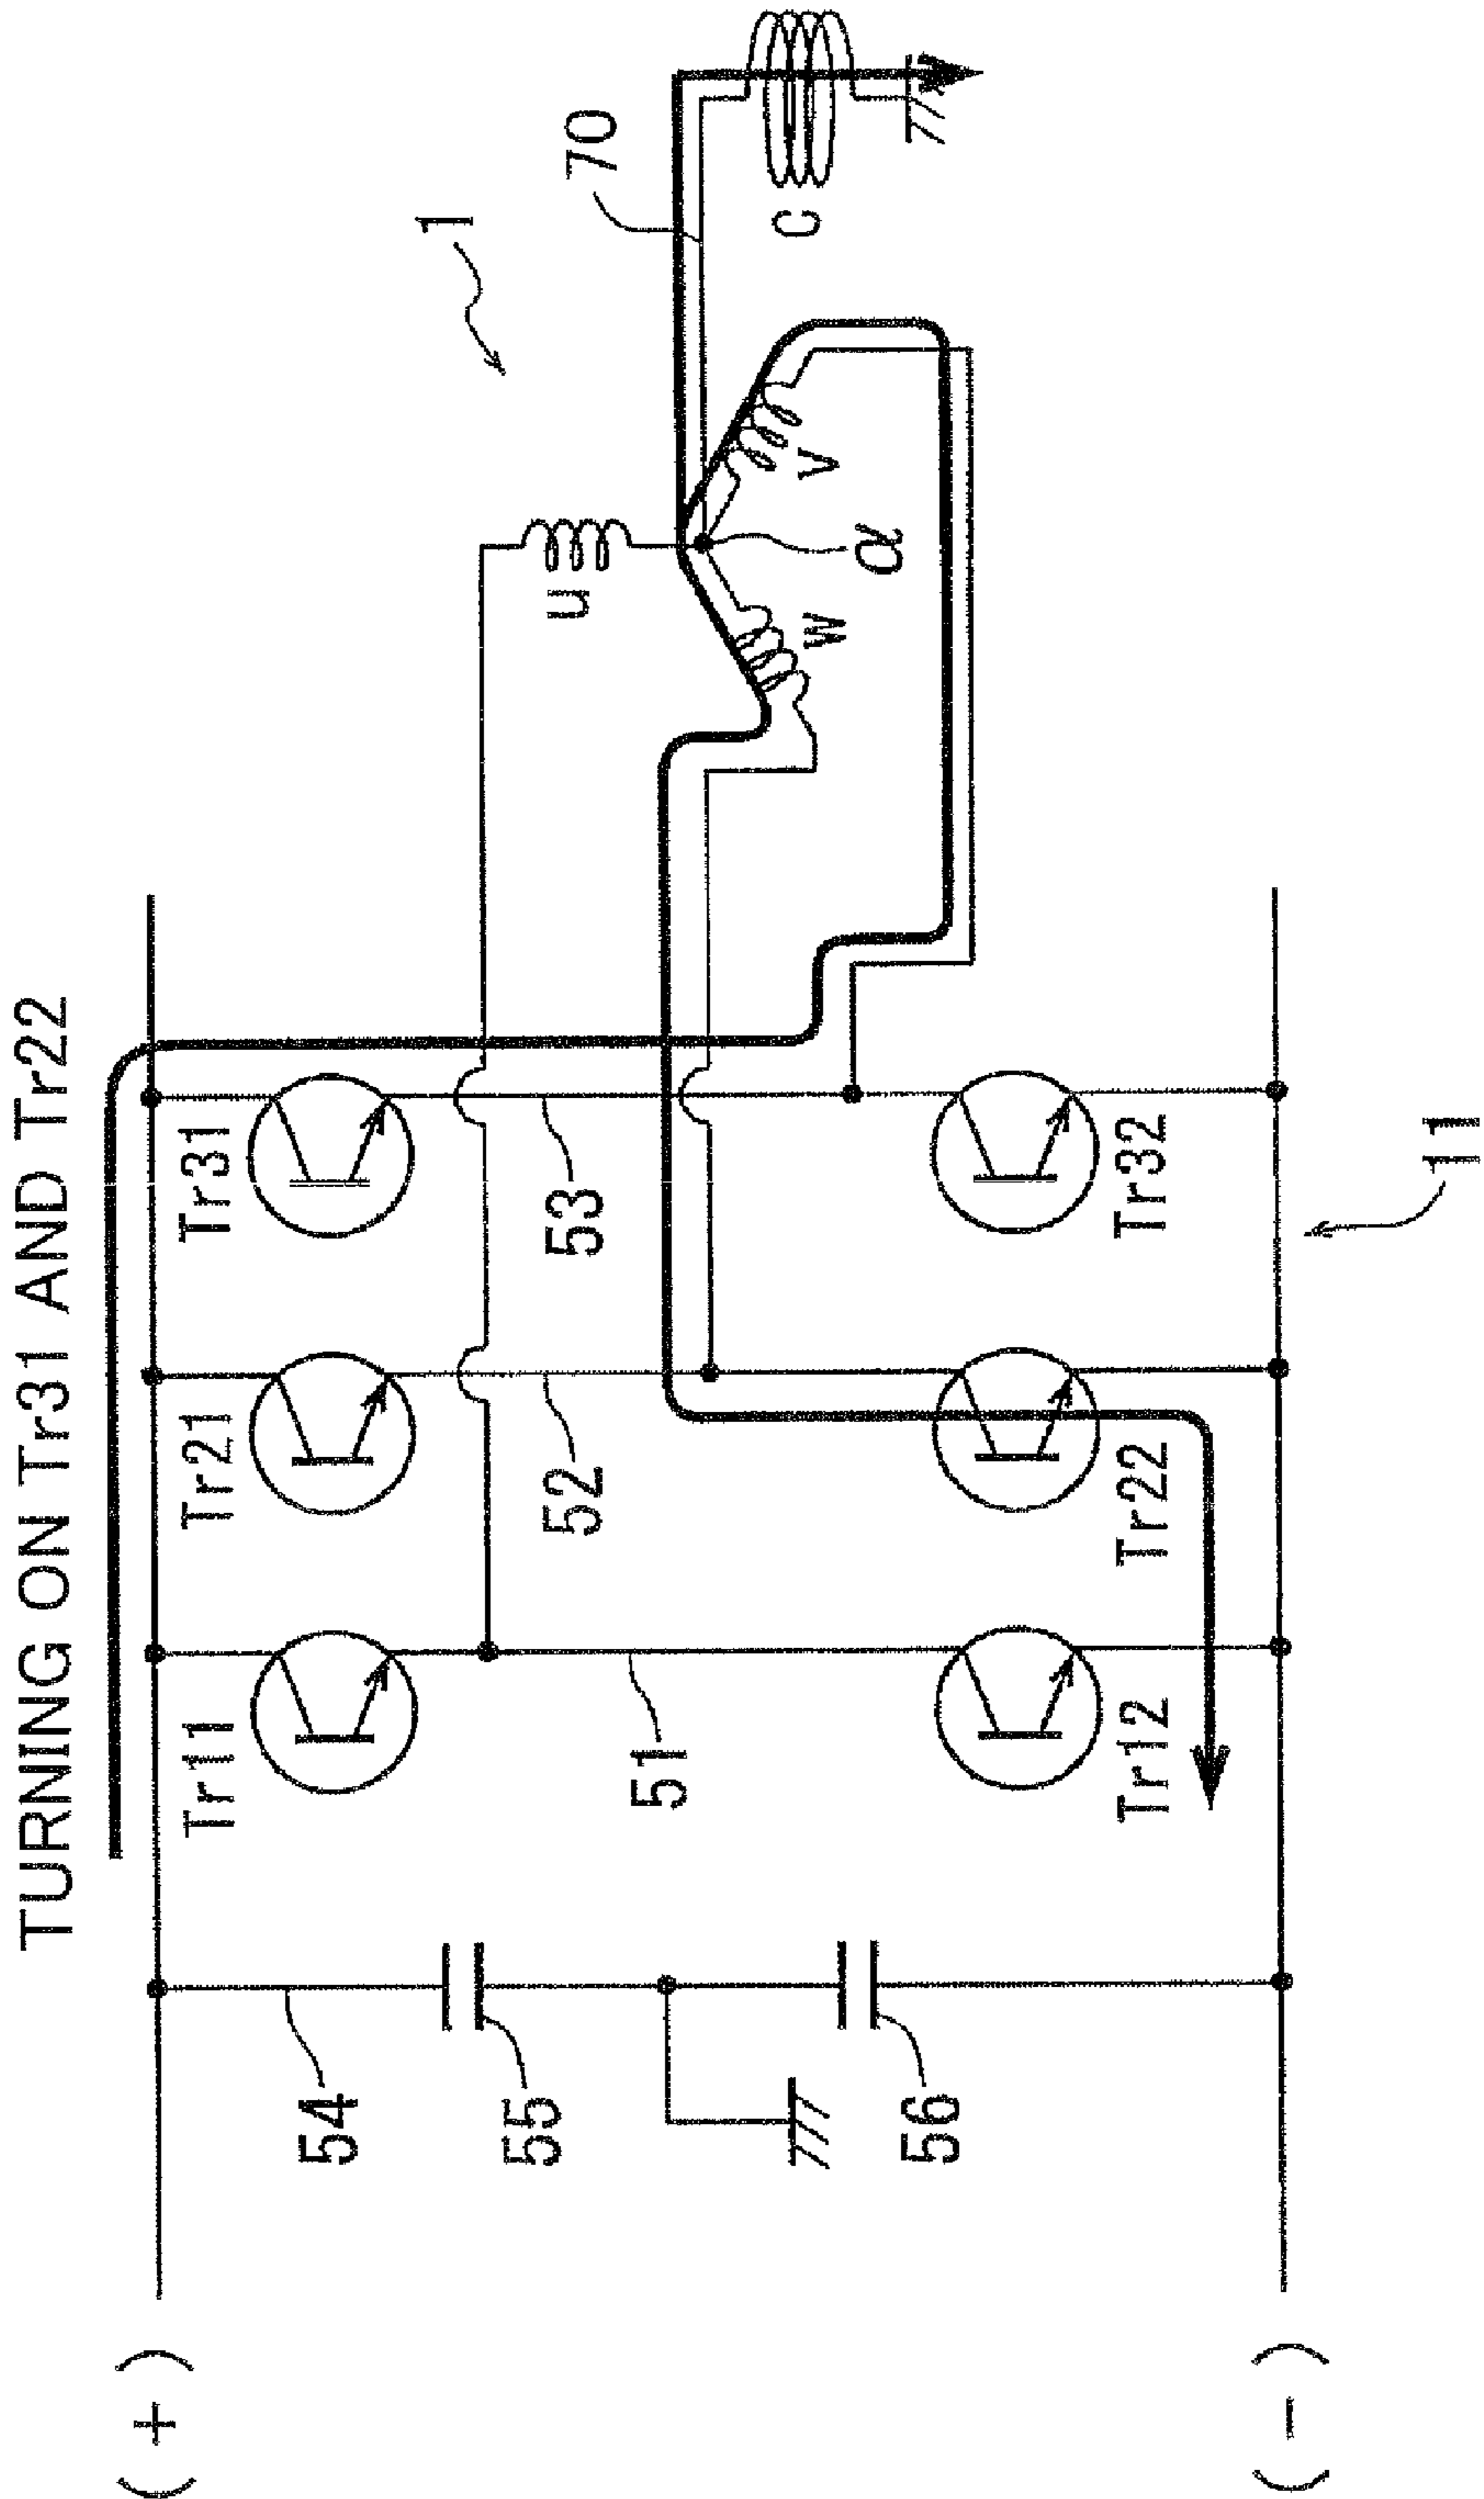 TURNING ON Tr31 AND Tr22
( + )
54
55
56
Tr11
Tr21
Tr31
51
52
53
Tr12
Tr22
Tr32
( - )
11
u
w
v
α
1
70
C